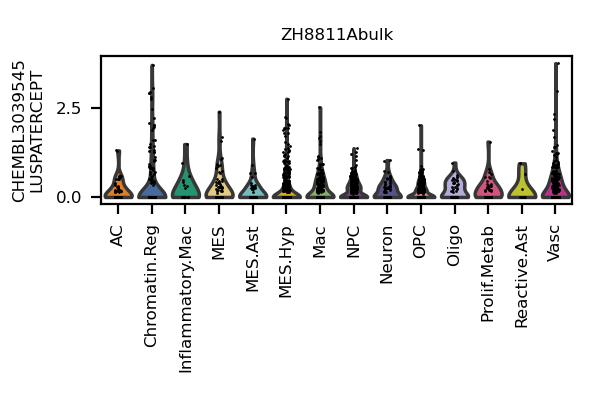 ZH8811Abulk
CHEMBL3039545
LUSPATERCEPT
2.5
0.0
AC
Chromatin.Reg
Inflammatory.Mac
MES
MES.Ast
MES.Hyp
Mac
NPC
Neuron
OPC
Oligo
Prolif.Metab
Reactive.Ast
Vasc